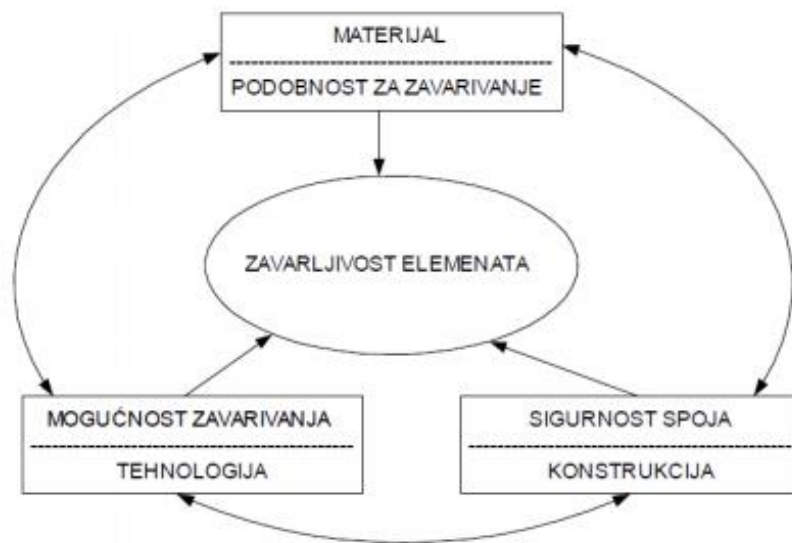 MATERIJAL
PODOBNOST ZA ZAVARIVANJE
ZAVARLJIVOST ELEMENATA
MOGUĆNOST ZAVARIVANJA
TEHNOLOGIJA
SIGURNOST SPOJA
KONSTRUKCIJA